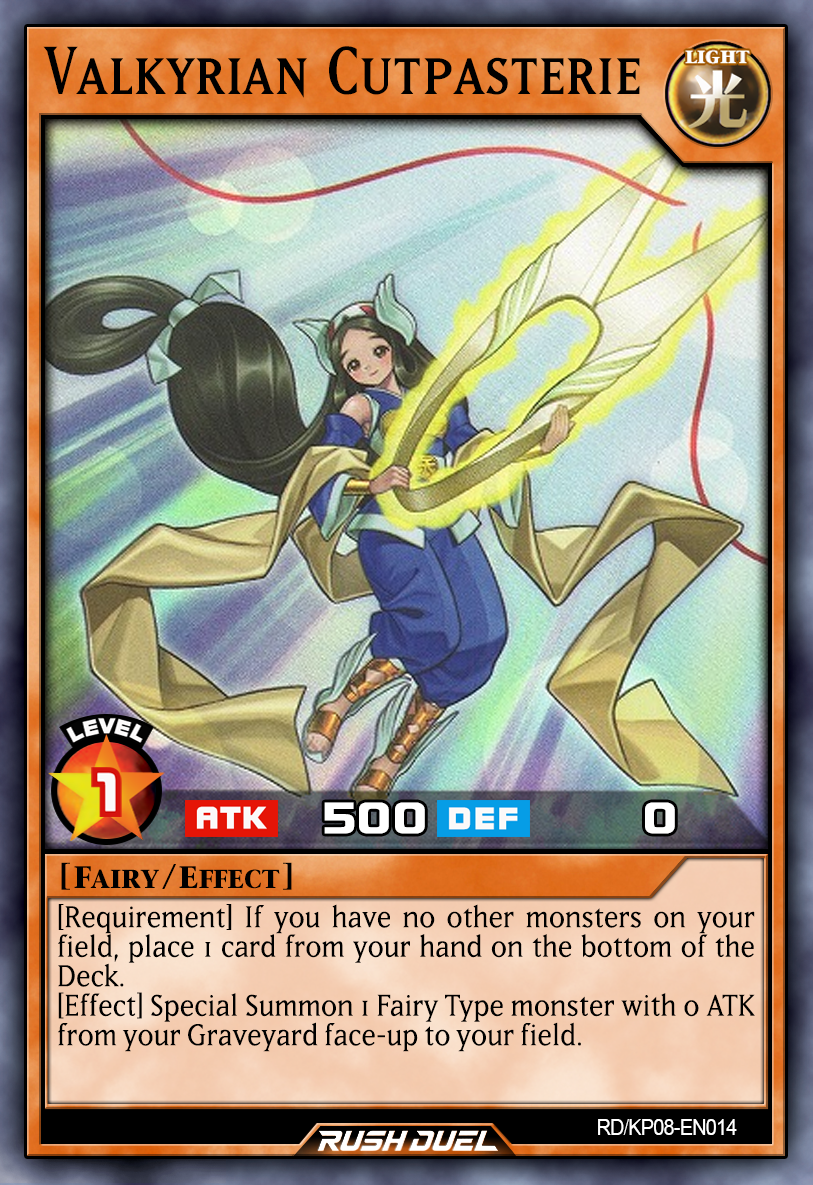 Valkyrian Cutpasterie
LIGHT
光
LEVEL
1
ATK 500 DEF 0
[Fairy/Effect]
[Requirement] If you have no other monsters on your
field, place 1 card from your hand on the bottom of the
Deck.
[Effect] Special Summon 1 Fairy Type monster with 0 ATK
from your Graveyard face-up to your field.
RD/KP08-EN014
RUSH DUEL